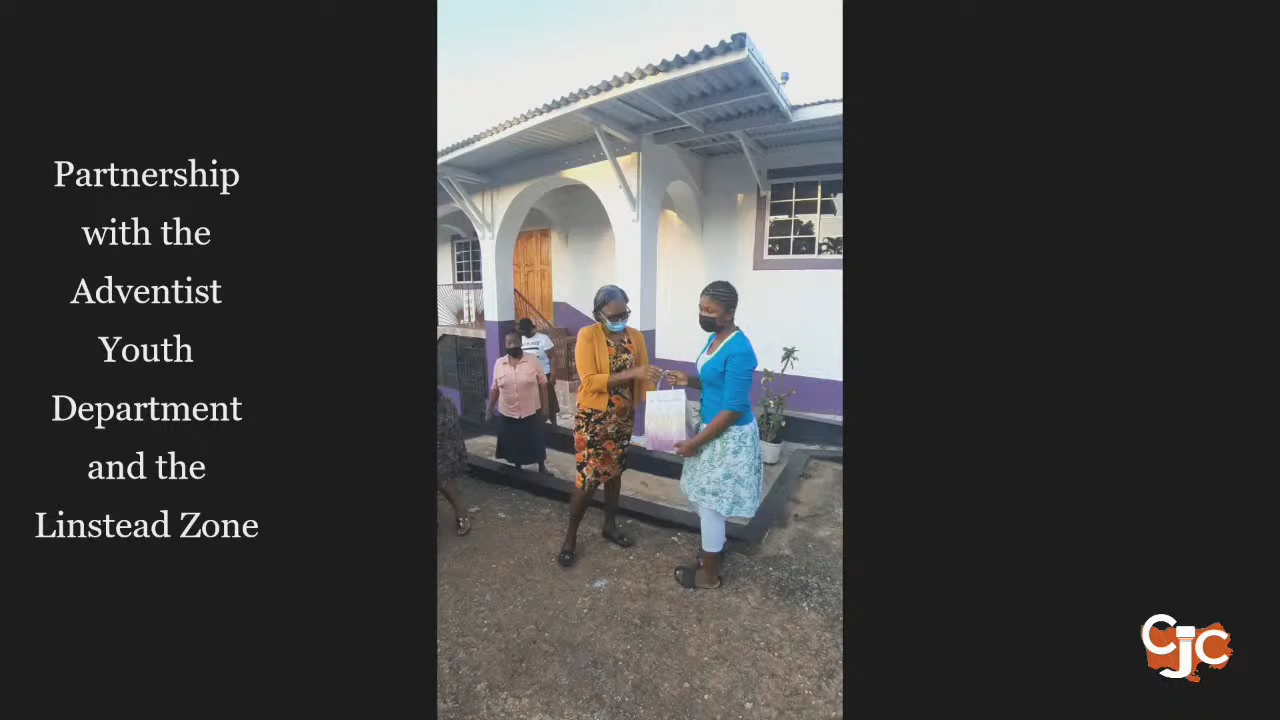 Partnership
with the
Adventist
Youth
Department
and the
Linstead Zone
CJC